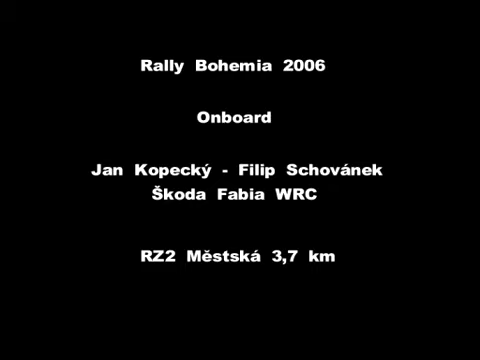 Rally Bohemia 2006
Onboard
Jan Kopecký - Filip Schovánek
Škoda Fabia WRC
RZ2 Městská 3,7 km